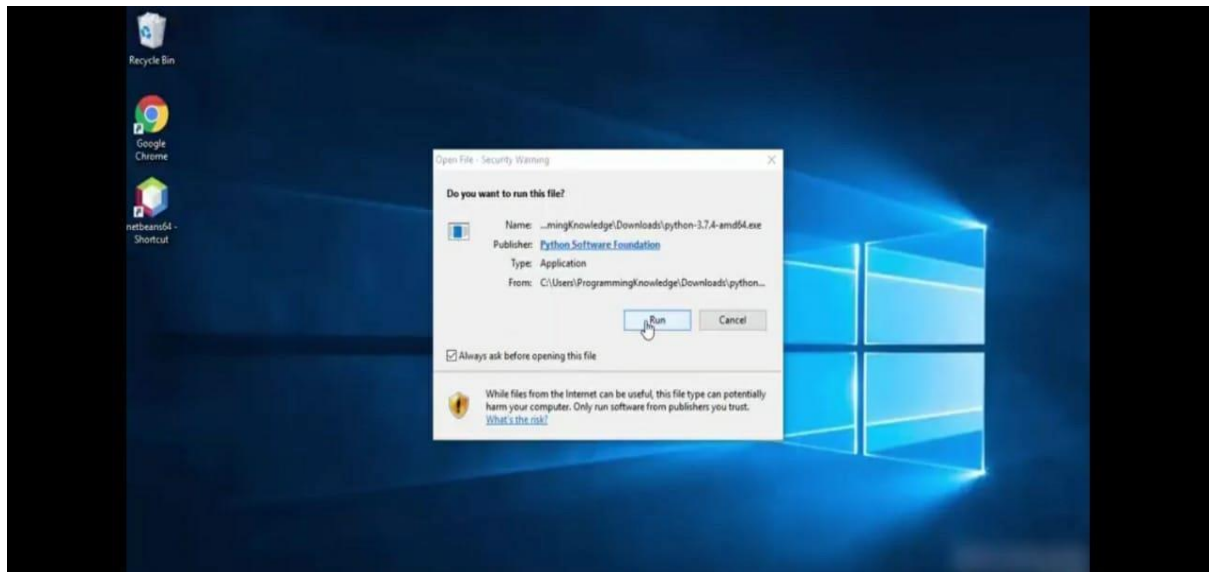 Recycle Bin
Google
Chrome
netbeans64 -
Shortcut
Open File - Security Warning
Do you want to run this file?
Name: ...mingKnowledge\Downloads\python-3.7.4-amd64.exe
Publisher: Python Software Foundation
Type: Application
From: C:\Users\ProgrammingKnowledge\Downloads\python...
Run Cancel
Always ask before opening this file
While files from the Internet can be useful, this file type can potentially
harm your computer. Only run software from publishers you trust.
What's the risk?